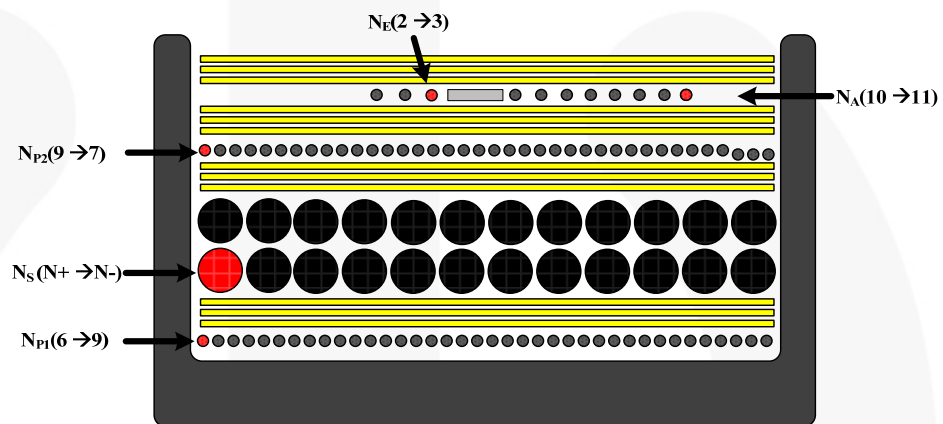 N_E(2 →3)
N_A(10 →11)
N_P2(9 →7)
N_S(N+ →N-)
N_P1(6 →9)